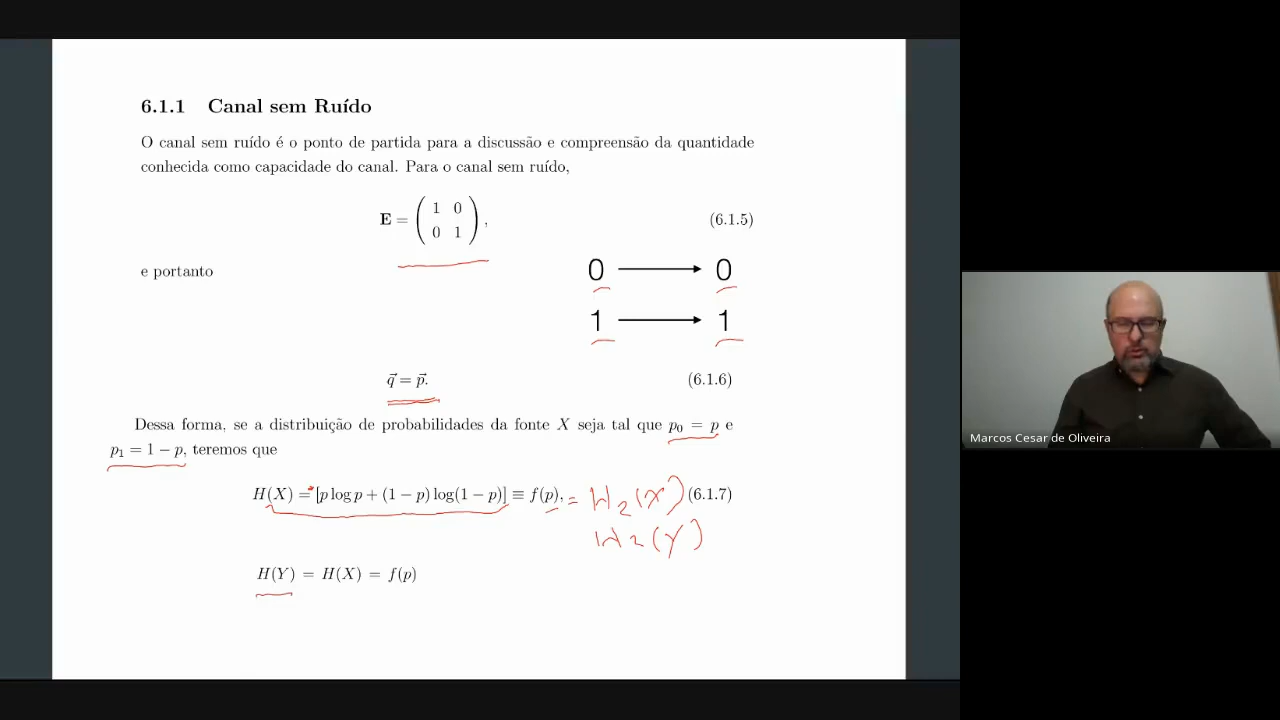 6.1.1 Canal sem Ruído
O canal sem ruído é o ponto de partida para a discussão e compreensão da quantidade
conhecida como capacidade do canal. Para o canal sem ruído,
E = ( 1 0
0 1 ), (6.1.5)
e portanto
0 → 0
1 → 1
q⃗ = p⃗. (6.1.6)
Dessa forma, se a distribuição de probabilidades da fonte X seja tal que p₀ = p e
p₁ = 1 − p, teremos que
H(X) = -[p log p + (1 − p) log(1 − p)] ≡ f(p), = H₂(X) (6.1.7)
H₂(Y)
H(Y) = H(X) = f(p)
Marcos Cesar de Oliveira